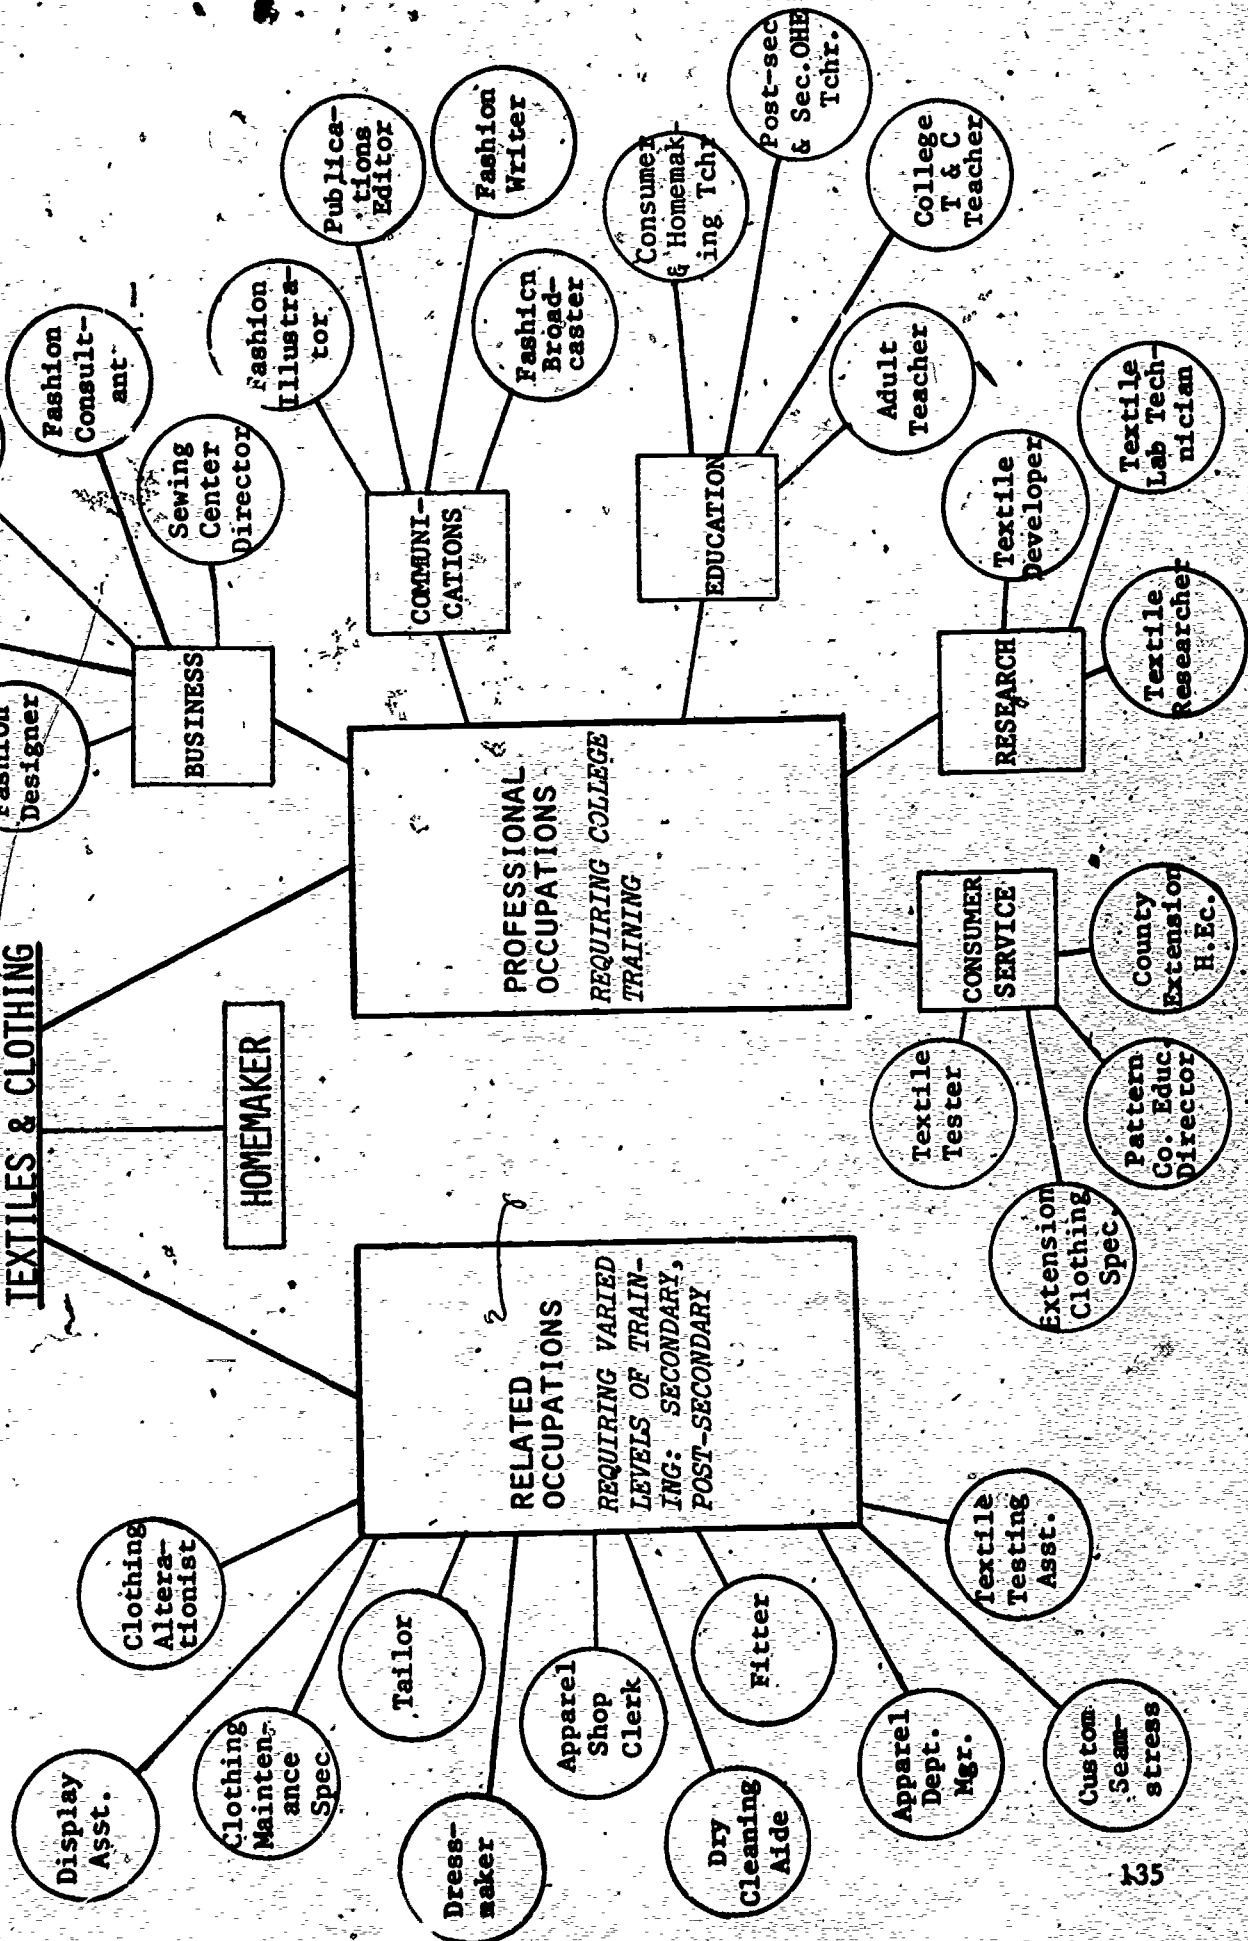 TEXTILES & CLOTHING
HOMEMAKER
RELATED
OCCUPATIONS
REQUIRING VARIED
LEVELS OF TRAIN-
ING: SECONDARY,
POST-SECONDARY
Display
Asst.
Clothing
Altera-
tionist
Clothing
Mainten-
ance
Spec.
Tailor
Dress-
maker
Apparel
Shop
Clerk
Dry
Cleaning
Aide
Fitter
Apparel
Dept.
Mgr.
Custom
Seam-
stress
Textile
Testing
Asst.
PROFESSIONAL
OCCUPATIONS
REQUIRING COLLEGE
TRAINING
BUSINESS
Fashion
Designer
Fashion
Consult-
ant
Sewing
Center
Director
COMMUNI-
CATIONS
Fashion
Illustra-
tor
Publica-
tions
Editor
Fashion
Writer
Fashicn
Broad-
caster
EDUCATION
Consumer
& Homemak-
ing Tchr
Post-sec
& Sec.OHE
Tchr.
College
T & C
Teacher
Adult
Teacher
RESEARCH
Textile
Developer
Textile
Lab Tech-
nician
Textile
Researcher
CONSUMER
SERVICE
Textile
Tester
Extension
Clothing
Spec.
Pattern
Co. Educ.
Director
County
Extension
H.Ec.
135